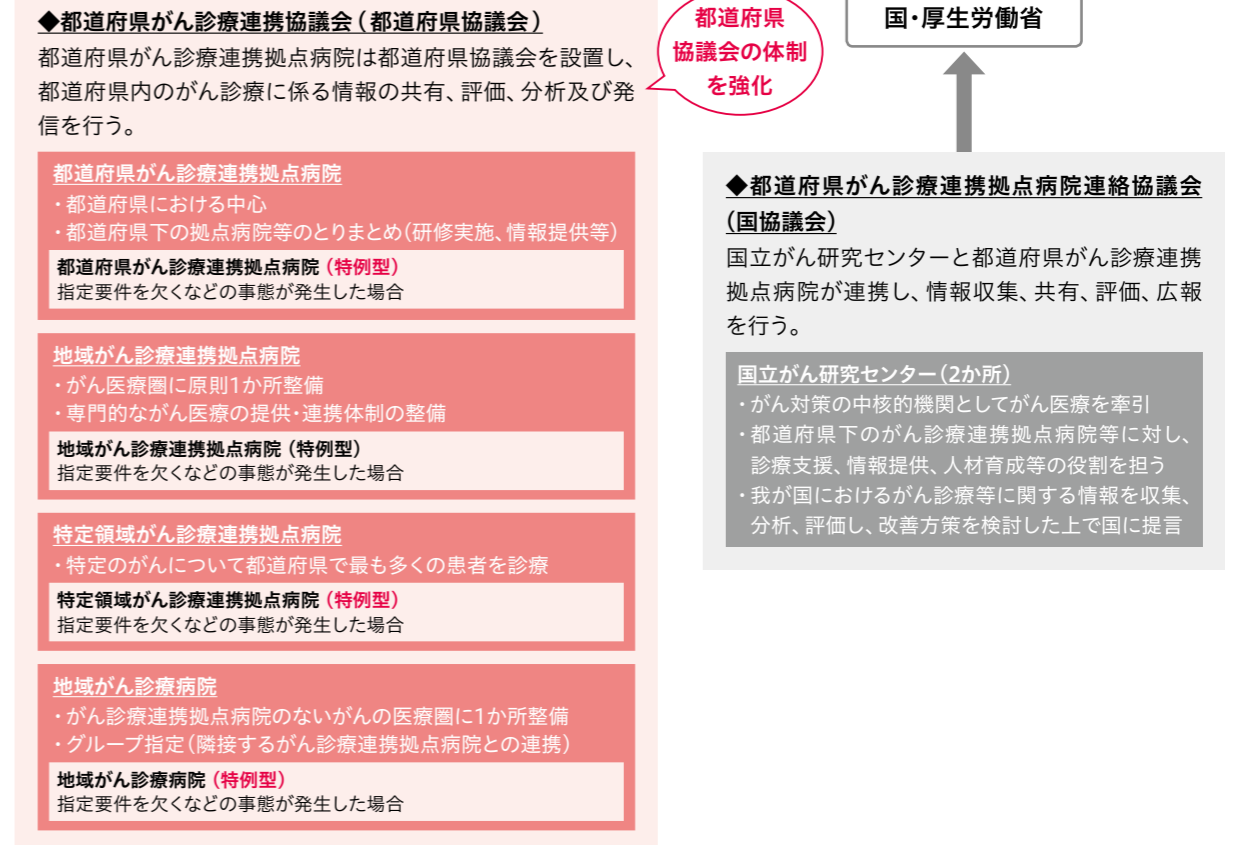 ◆都道府県がん診療連携協議会（都道府県協議会）
都道府県がん診療連携拠点病院は都道府県協議会を設置し、
都道府県内のがん診療に係る情報の共有、評価、分析及び発
信を行う。
都道府県
協議会の体制
を強化
都道府県がん診療連携拠点病院
・都道府県における中心
・都道府県下の拠点病院等のとりまとめ（研修実施、情報提供等）
都道府県がん診療連携拠点病院（特例型）
指定要件を欠くなどの事態が発生した場合
地域がん診療連携拠点病院
・がん医療圏に原則1か所整備
・専門的ながん医療の提供・連携体制の整備
地域がん診療連携拠点病院（特例型）
指定要件を欠くなどの事態が発生した場合
特定領域がん診療連携拠点病院
・特定のがんについて都道府県で最も多くの患者を診療
特定領域がん診療連携拠点病院（特例型）
指定要件を欠くなどの事態が発生した場合
地域がん診療病院
・がん診療連携拠点病院のないがんの医療圏に1か所整備
・グループ指定（隣接するがん診療連携拠点病院との連携）
地域がん診療病院（特例型）
指定要件を欠くなどの事態が発生した場合
国・厚生労働省
◆都道府県がん診療連携拠点病院連絡協議会
（国協議会）
国立がん研究センターと都道府県がん診療連携
拠点病院が連携し、情報収集、共有、評価、広報
を行う。
国立がん研究センター（2か所）
・がん対策の中核的機関としてがん医療を牽引
・都道府県下のがん診療連携拠点病院等に対し、
診療支援、情報提供、人材育成等の役割を担う
・我が国におけるがん診療等に関する情報を収集、
分析、評価し、改善方策を検討した上で国に提言